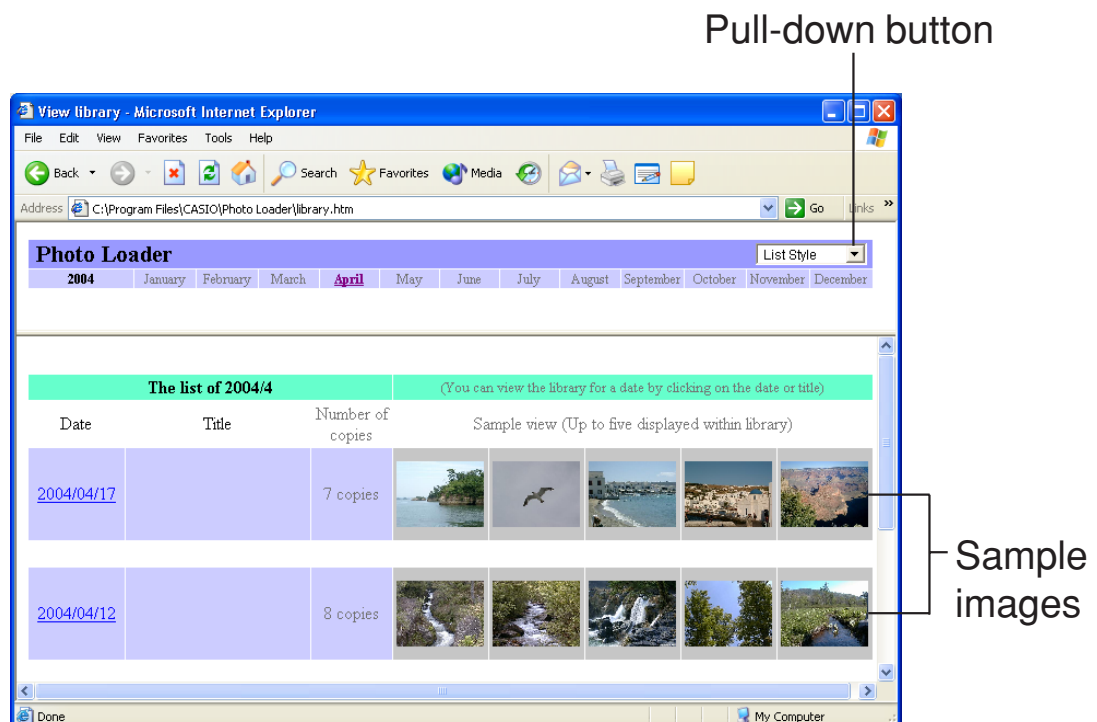 Pull-down button
View library - Microsoft Internet Explorer
File Edit View Favorites Tools Help
Back Search Favorites Media
Address C:\Program Files\CASIO\Photo Loader\library.htm Go Links »
Photo Loader List Style
2004 January February March April May June July August September October November December
The list of 2004/4 (You can view the library for a date by clicking on the date or title)
Date Title Number of copies Sample view (Up to five displayed within library)
2004/04/17 7 copies
Sample images
2004/04/12 8 copies
Done My Computer